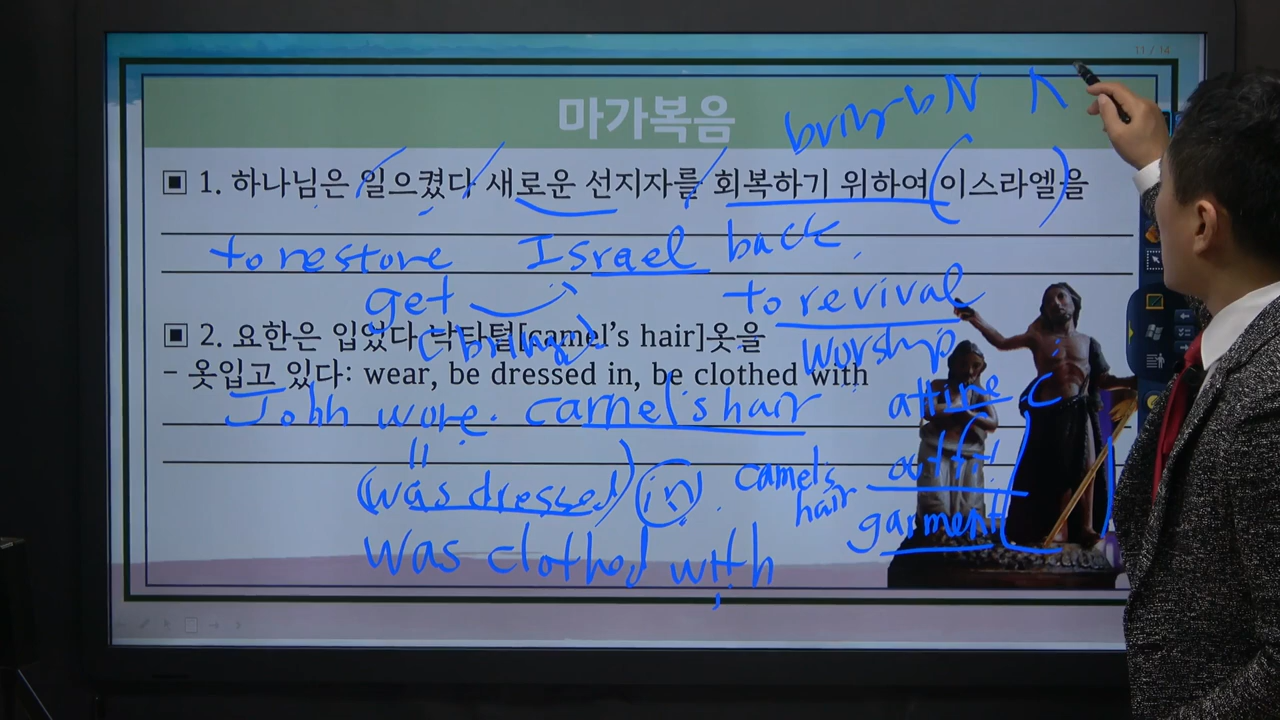 11 / 14
마가복음
bring
▣ 1. 하나님은 일으켰다 새로운 선지자를 회복하기 위하여 이스라엘을
to restore Israel back
get to revival
(bring)
▣ 2. 요한은 입었다 낙타털[camel's hair]옷을
worship
- 옷입고 있다: wear, be dressed in, be clothed with
John wore. camel's hair attire
(was dressed) in camel's hair outfit
garment
was clothed with